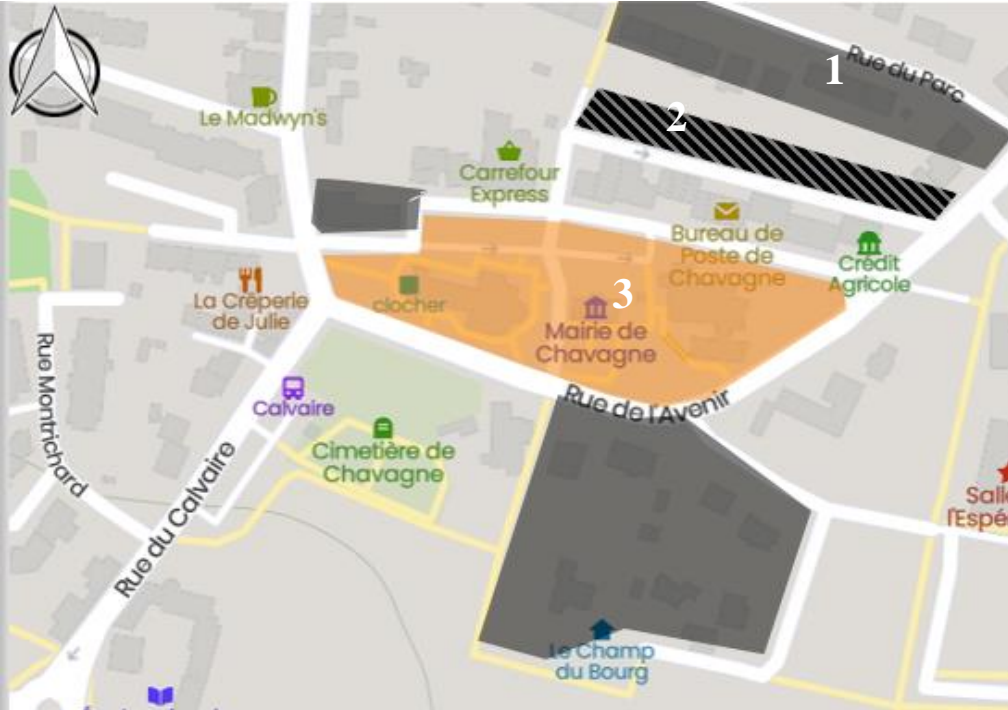 1
Rue du Parc
Le Madwyn's
2
Carrefour
Express
Bureau de
Poste de
Chavagne
Crédit
Agricole
La Crêperie
de Julie
clocher
3
Mairie de
Chavagne
Rue Montrichard
Calvaire
Rue de l'Avenir
Cimetière de
Chavagne
Rue du Calvaire
Le Champ
du Bourg